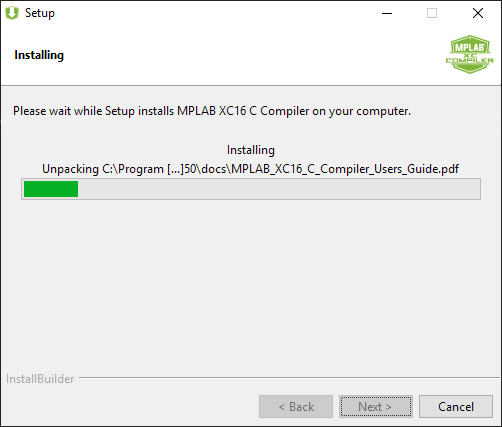 Setup
Installing
MPLAB
XC
COMPILER
Please wait while Setup installs MPLAB XC16 C Compiler on your computer.
Installing
Unpacking C:\Program [...]50\docs\MPLAB_XC16_C_Compiler_Users_Guide.pdf
InstallBuilder
< Back
Next >
Cancel